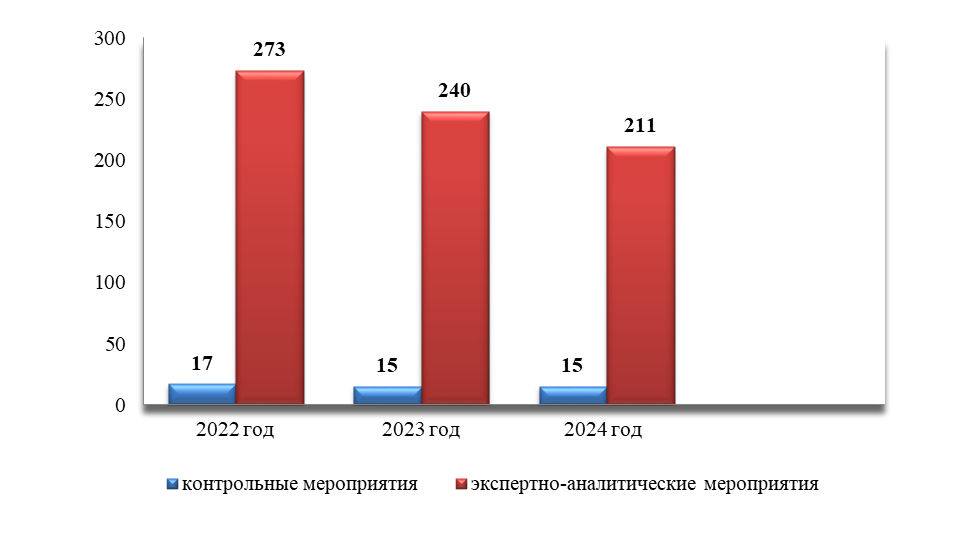 300
273
250
240
211
200
150
100
50
17
15
15
0
2022 год
2023 год
2024 год
контрольные мероприятия
экспертно-аналитические мероприятия